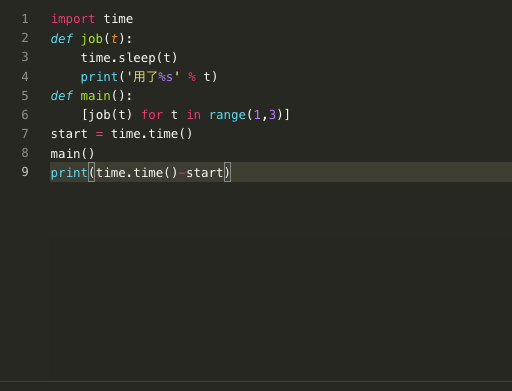 1 import time
2 def job(t):
3     time.sleep(t)
4     print('用了%s' % t)
5 def main():
6     [job(t) for t in range(1,3)]
7 start = time.time()
8 main()
9 print(time.time()-start)